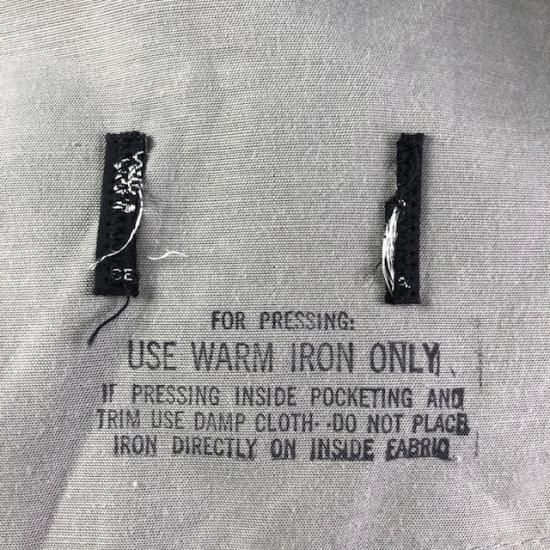 CE
FOR PRESSING:
USE WARM IRON ONLY
IF PRESSING INSIDE POCKETING AND
TRIM USE DAMP CLOTH--DO NOT PLACE
IRON DIRECTLY ON INSIDE FABRIC